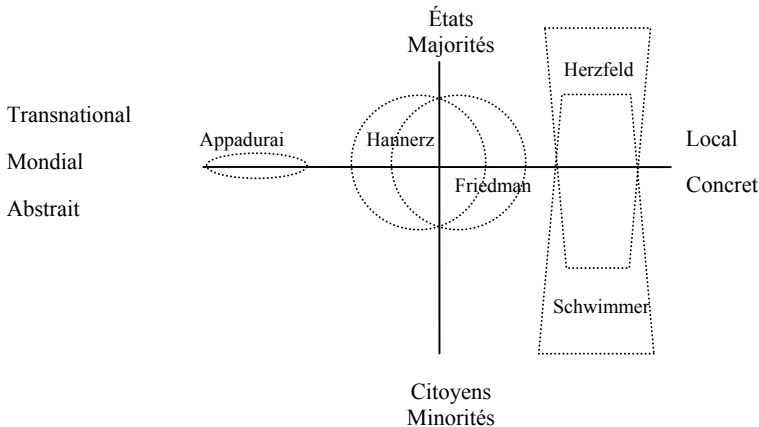 États
Majorités
Herzfeld
Transnational
Appadurai
Hannerz
Local
Mondial
Friedman
Concret
Abstrait
Schwimmer
Citoyens
Minorités